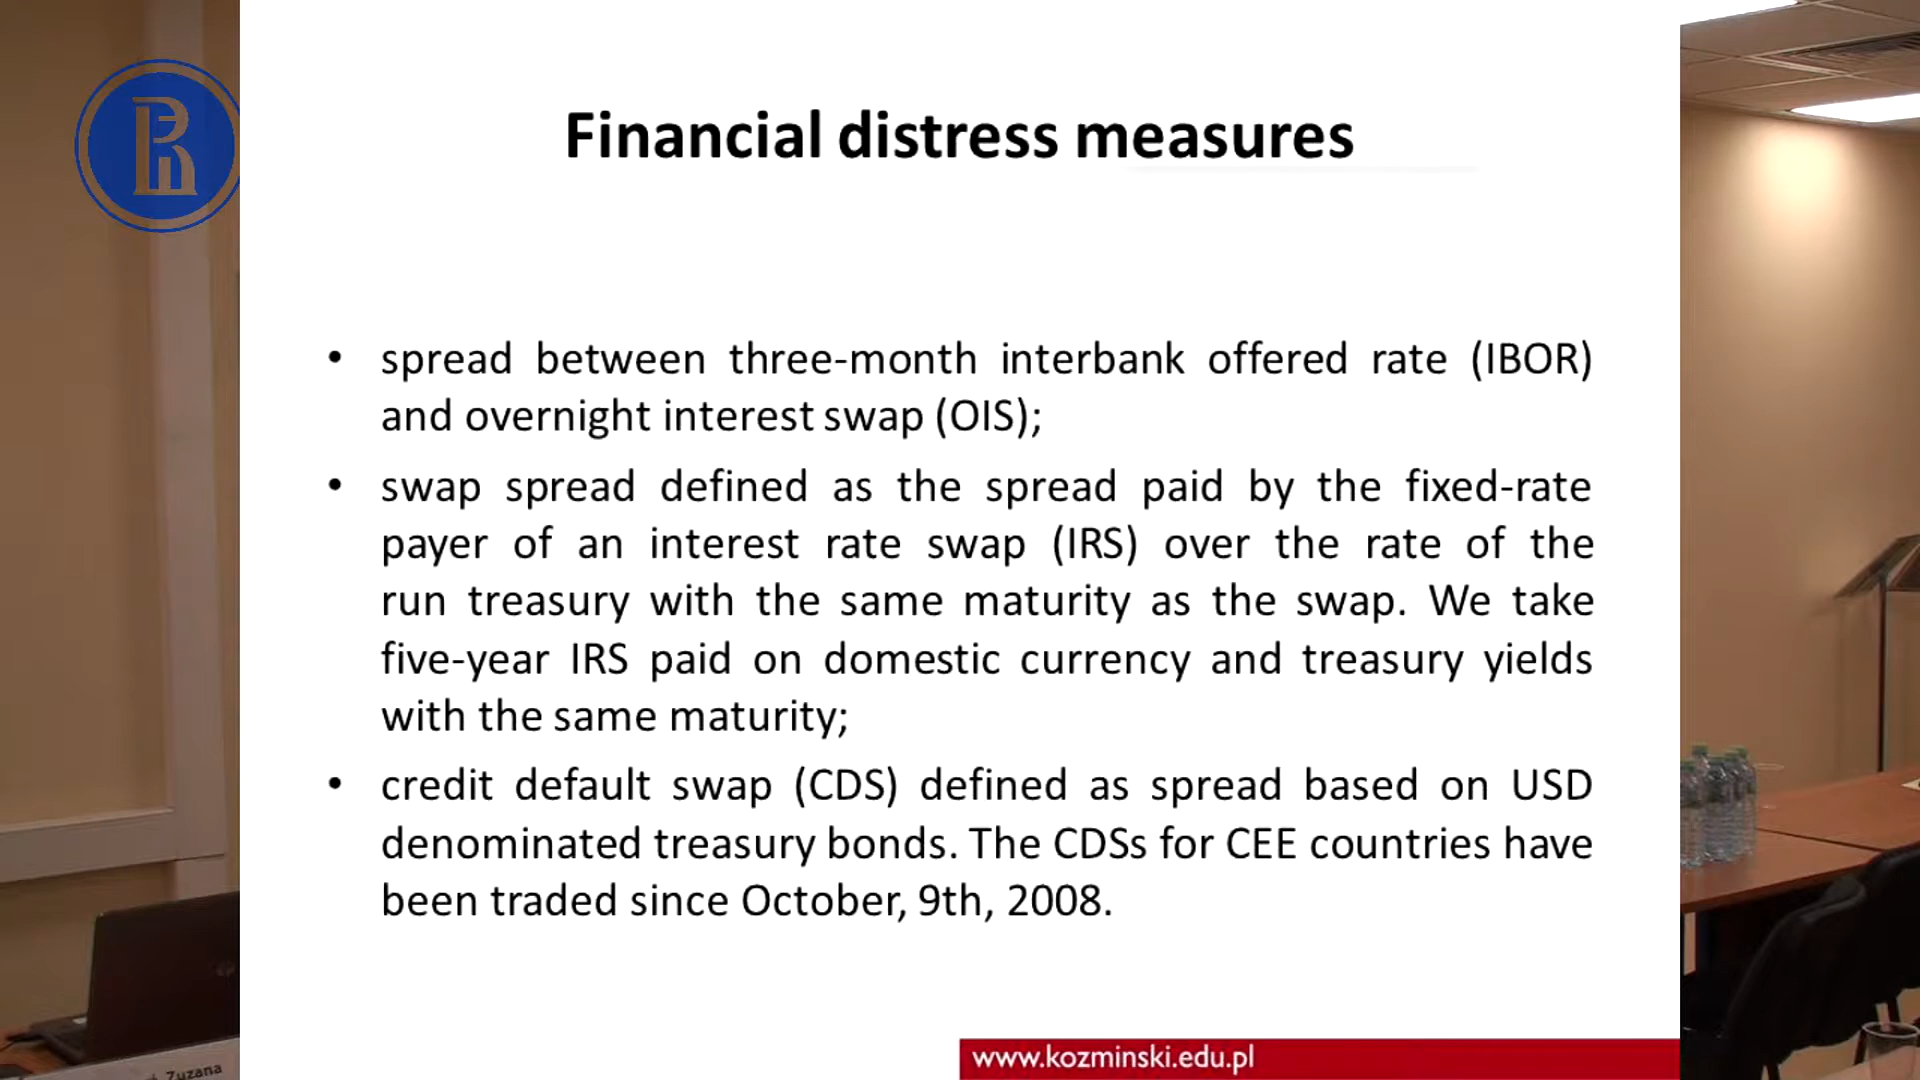 Financial distress measures
• spread between three-month interbank offered rate (IBOR)
and overnight interest swap (OIS);
• swap spread defined as the spread paid by the fixed-rate
payer of an interest rate swap (IRS) over the rate of the
run treasury with the same maturity as the swap. We take
five-year IRS paid on domestic currency and treasury yields
with the same maturity;
• credit default swap (CDS) defined as spread based on USD
denominated treasury bonds. The CDSs for CEE countries have
been traded since October, 9th, 2008.
www.kozminski.edu.pl
Zuzana